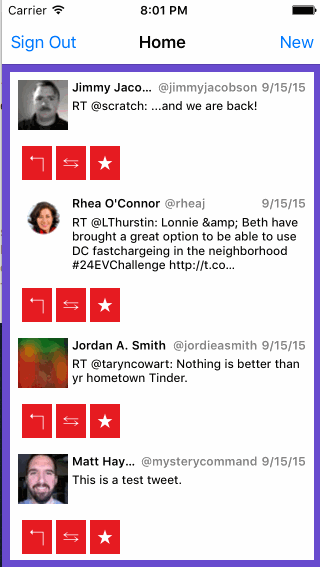 Carrier 8:01 PM
Sign Out Home New
Jimmy Jaco... @jimmyjacobson 9/15/15
RT @scratch: ...and we are back!
Rhea O'Connor @rheaj 9/15/15
RT @LThurstin: Lonnie &amp; Beth have
brought a great option to be able to use
DC fastchargeing in the neighborhood
#24EVChallenge http://t.co...
Jordan A. Smith @jordieasmith 9/15/15
RT @taryncowart: Nothing is better than
yr hometown Tinder.
Matt Hay... @mysterycommand 9/15/15
This is a test tweet.